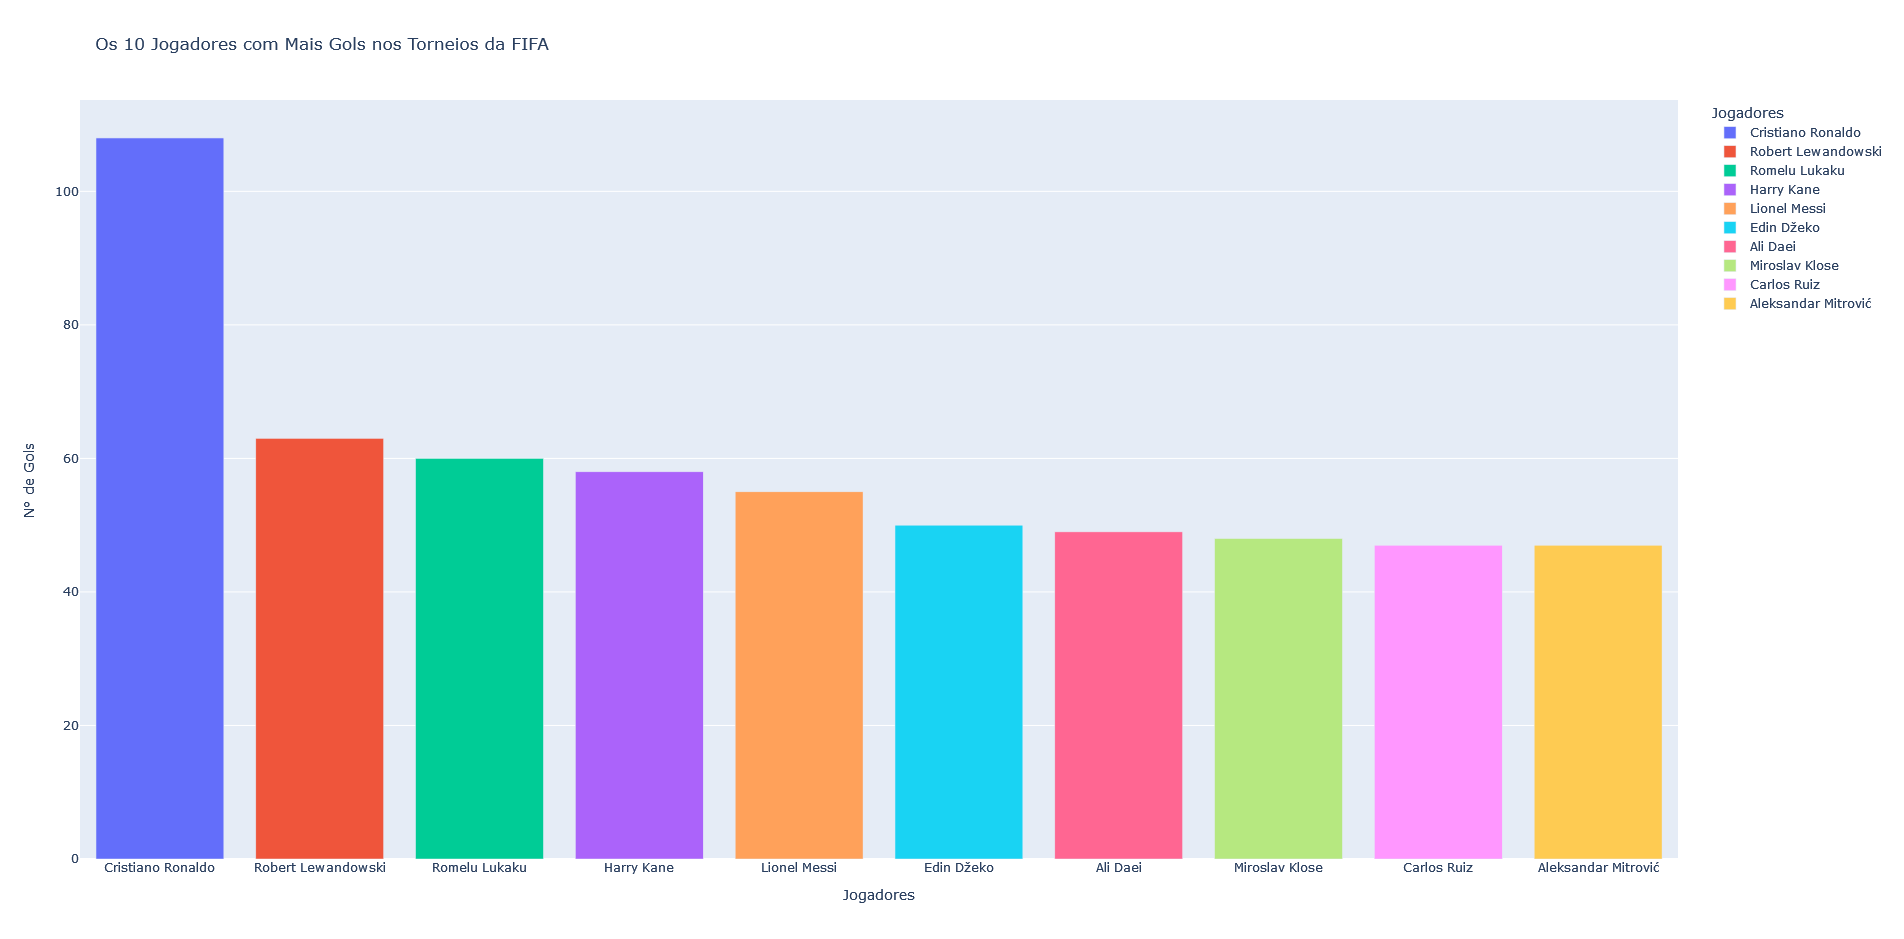 Os 10 Jogadores com Mais Gols nos Torneios da FIFA
Nº de Gols
100
80
60
40
20
0
Cristiano Ronaldo
Robert Lewandowski
Romelu Lukaku
Harry Kane
Lionel Messi
Edin Džeko
Ali Daei
Miroslav Klose
Carlos Ruiz
Aleksandar Mitrović
Jogadores
Jogadores
Cristiano Ronaldo
Robert Lewandowski
Romelu Lukaku
Harry Kane
Lionel Messi
Edin Džeko
Ali Daei
Miroslav Klose
Carlos Ruiz
Aleksandar Mitrović